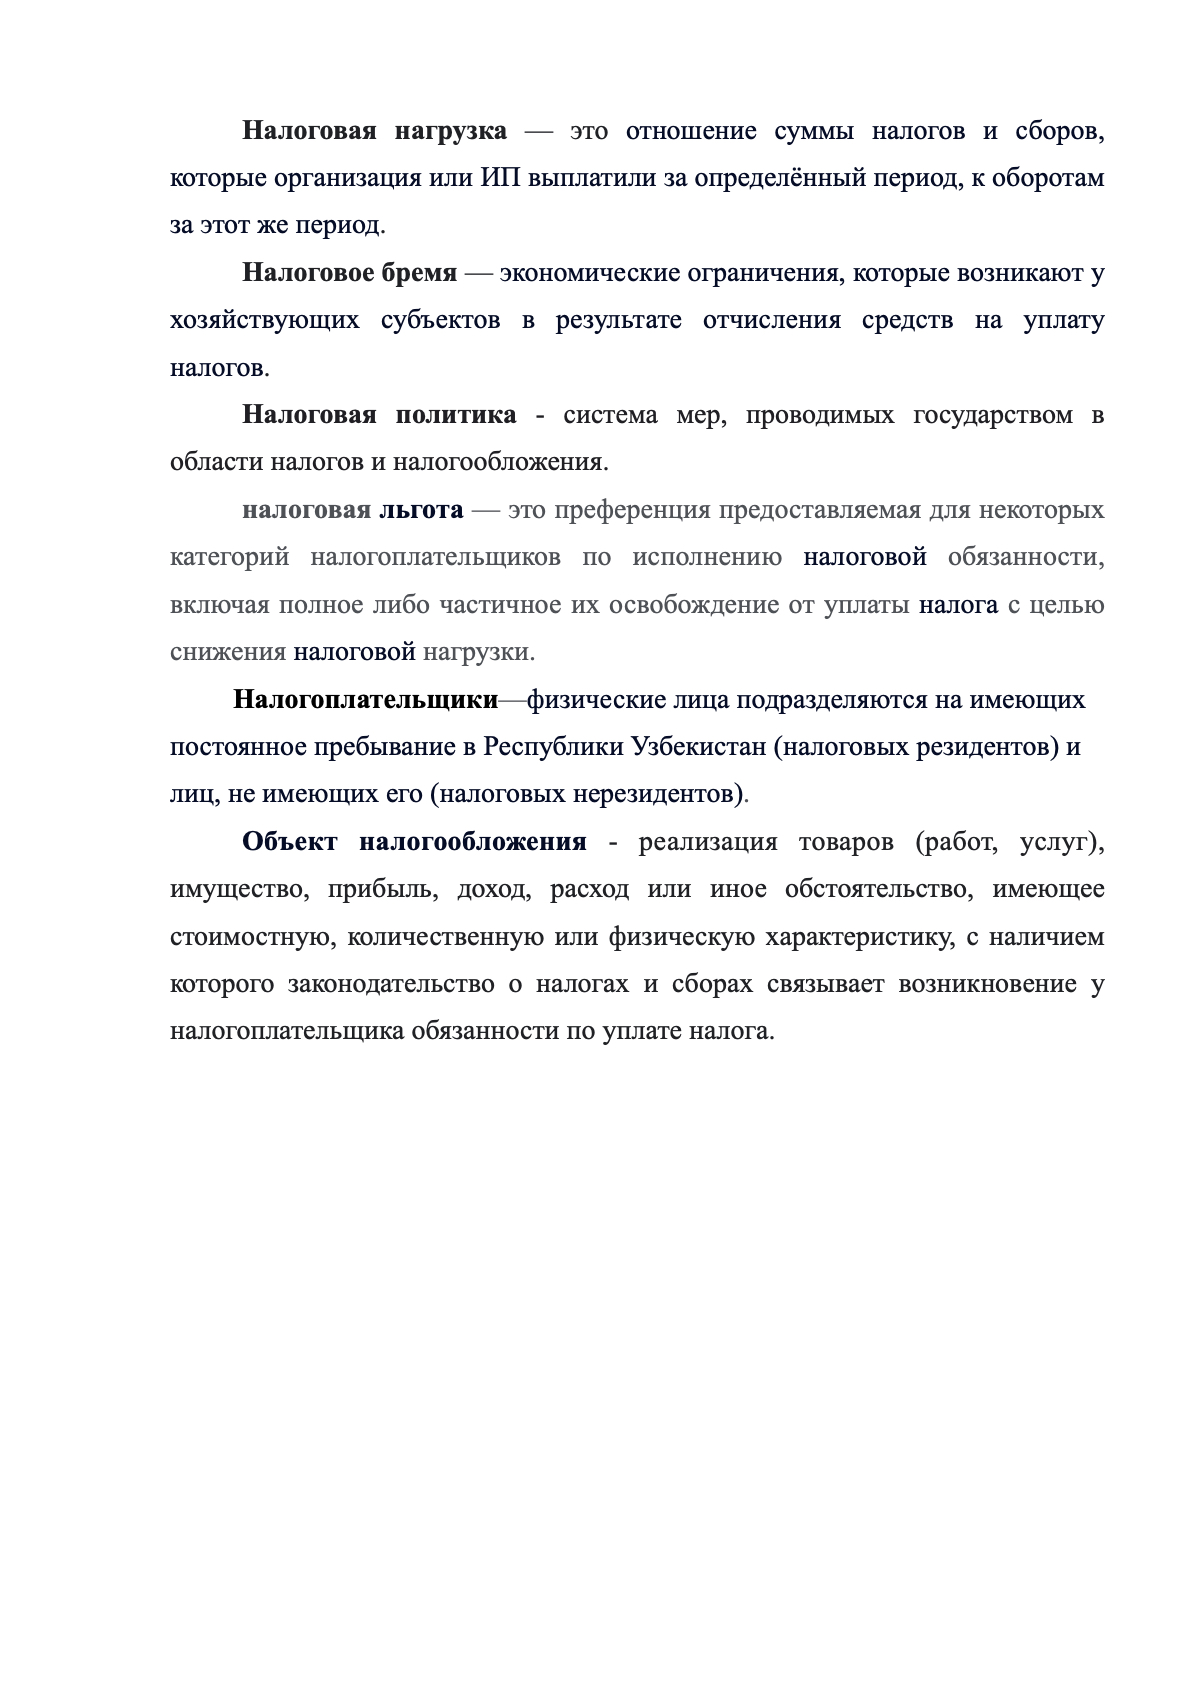 Налоговая нагрузка — это отношение суммы налогов и сборов,
которые организация или ИП выплатили за определённый период, к оборотам
за этот же период.
Налоговое бремя — экономические ограничения, которые возникают у
хозяйствующих субъектов в результате отчисления средств на уплату
налогов.
Налоговая политика - система мер, проводимых государством в
области налогов и налогообложения.
налоговая льгота — это преференция предоставляемая для некоторых
категорий налогоплательщиков по исполнению налоговой обязанности,
включая полное либо частичное их освобождение от уплаты налога с целью
снижения налоговой нагрузки.
Налогоплательщики—физические лица подразделяются на имеющих
постоянное пребывание в Республики Узбекистан (налоговых резидентов) и
лиц, не имеющих его (налоговых нерезидентов).
Объект налогообложения - реализация товаров (работ, услуг),
имущество, прибыль, доход, расход или иное обстоятельство, имеющее
стоимостную, количественную или физическую характеристику, с наличием
которого законодательство о налогах и сборах связывает возникновение у
налогоплательщика обязанности по уплате налога.